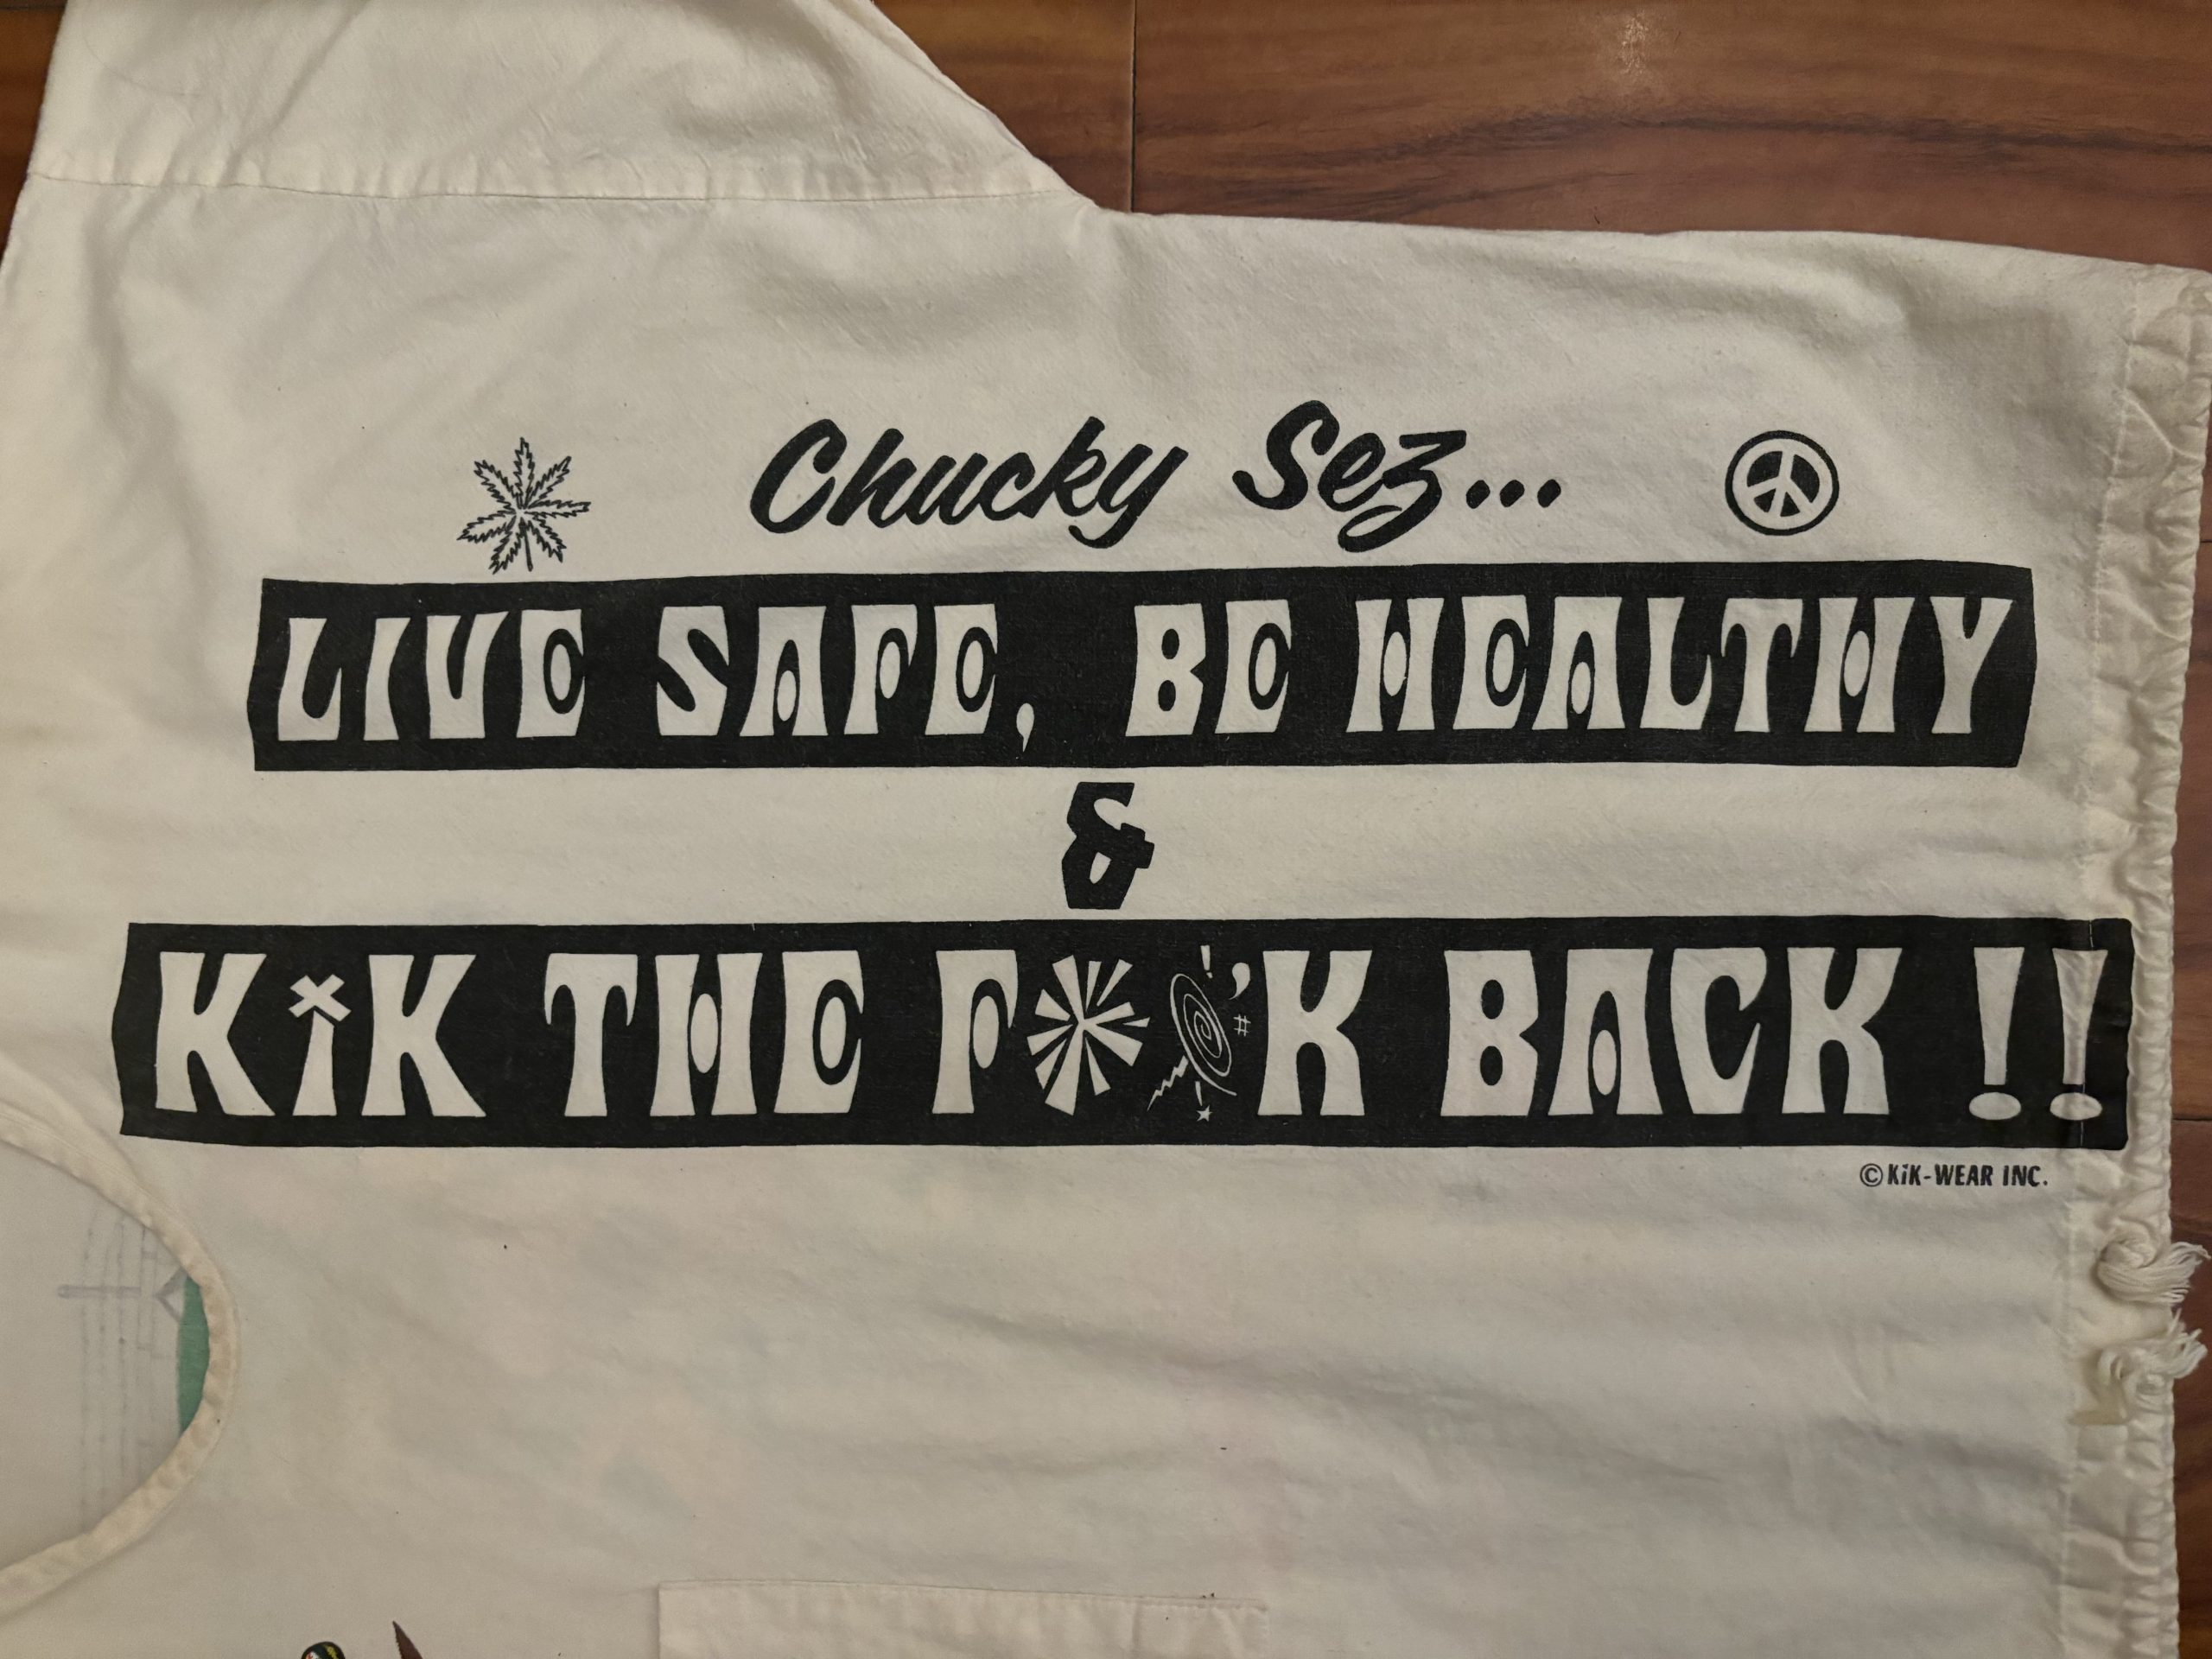 Chucky Sez...
LIVE SAFE, BE HEALTHY
&
KiK THE F*@!'#K BACK !!
©KiK-WEAR INC.